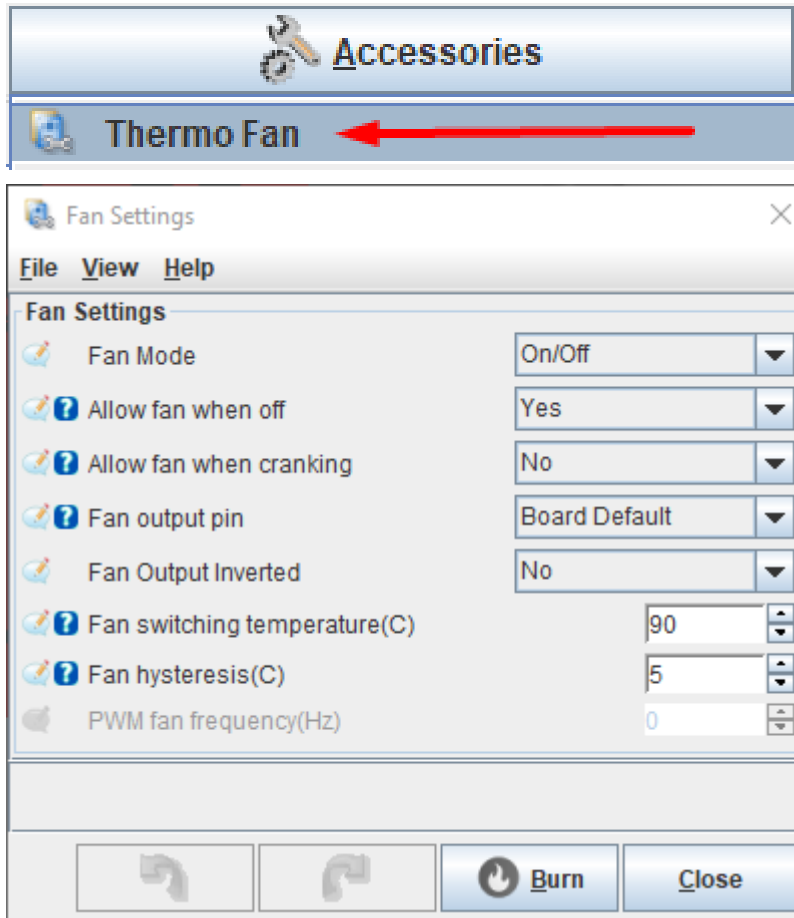 Accessories
Thermo Fan
Fan Settings
File View Help
Fan Settings
Fan Mode On/Off
? Allow fan when off Yes
? Allow fan when cranking No
? Fan output pin Board Default
Fan Output Inverted No
? Fan switching temperature(C) 90
? Fan hysteresis(C) 5
PWM fan frequency(Hz) 0
Burn Close